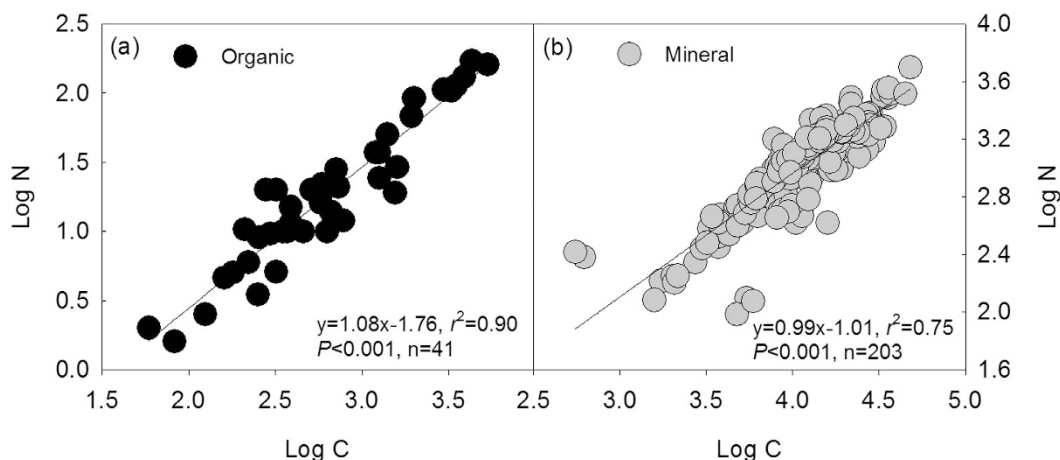 (a)
Organic
2.5
2.0
1.5
1.0
0.5
0.0
Log N
y=1.08x-1.76, r²=0.90
P<0.001, n=41
1.5 2.0 2.5 3.0 3.5
Log C
(b)
Mineral
4.0
3.6
3.2
2.8
2.4
2.0
1.6
Log N
y=0.99x-1.01, r²=0.75
P<0.001, n=203
2.5 3.0 3.5 4.0 4.5 5.0
Log C